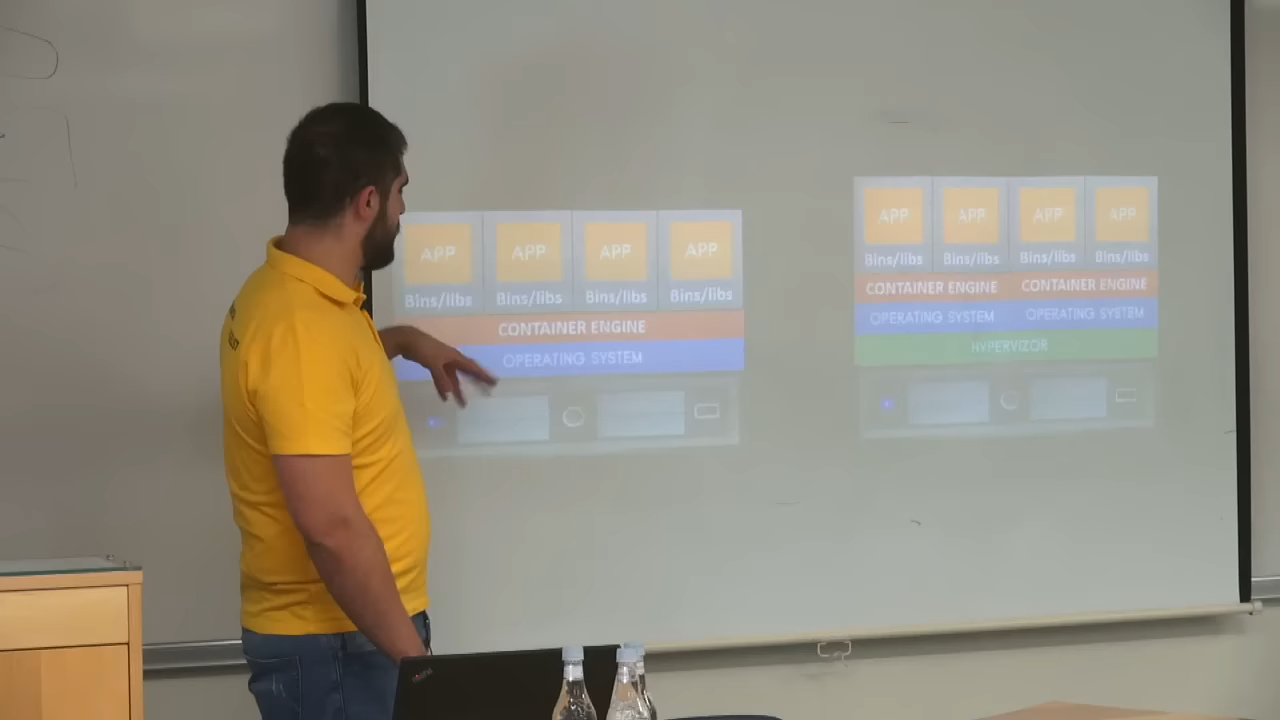 APP APP APP APP
Bins/libs Bins/libs Bins/libs Bins/libs
CONTAINER ENGINE
OPERATING SYSTEM
APP APP APP APP
Bins/libs Bins/libs Bins/libs Bins/libs
CONTAINER ENGINE CONTAINER ENGINE
OPERATING SYSTEM OPERATING SYSTEM
HYPERVIZOR